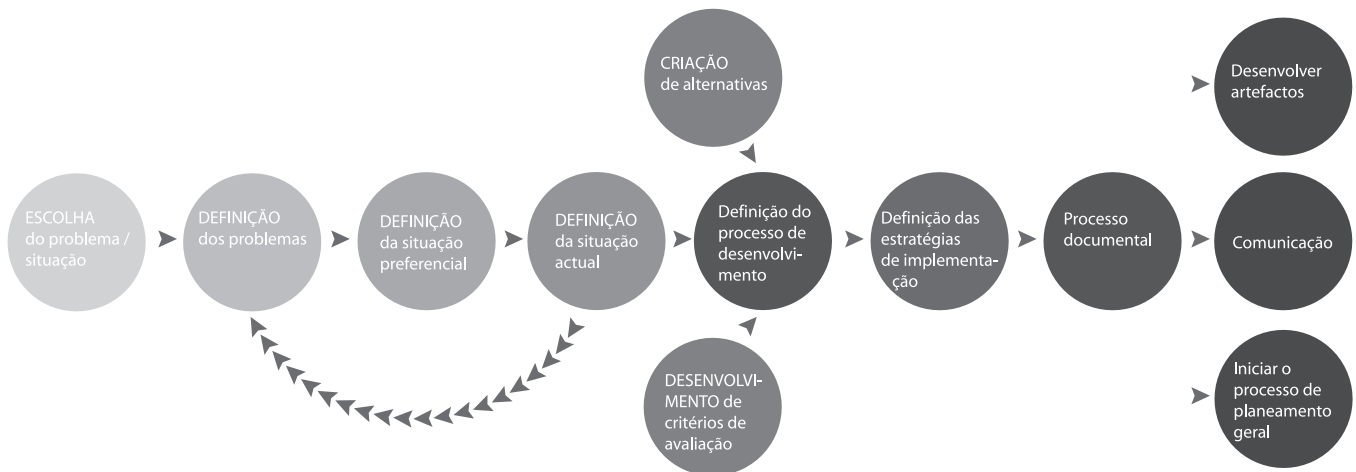 CRIAÇÃO
de alternativas
Desenvolver
artefactos
ESCOLHA
do problema /
situação
DEFINIÇÃO
dos problemas
DEFINIÇÃO
da situação
preferencial
DEFINIÇÃO
da situação
actual
Definição do
processo de
desenvolvi-
mento
Definição das
estratégias
de implementa-
ção
Processo
documental
Comunicação
DESENVOLVI-
MENTO de
critérios de
avaliação
Iniciar o
processo de
planeamento
geral